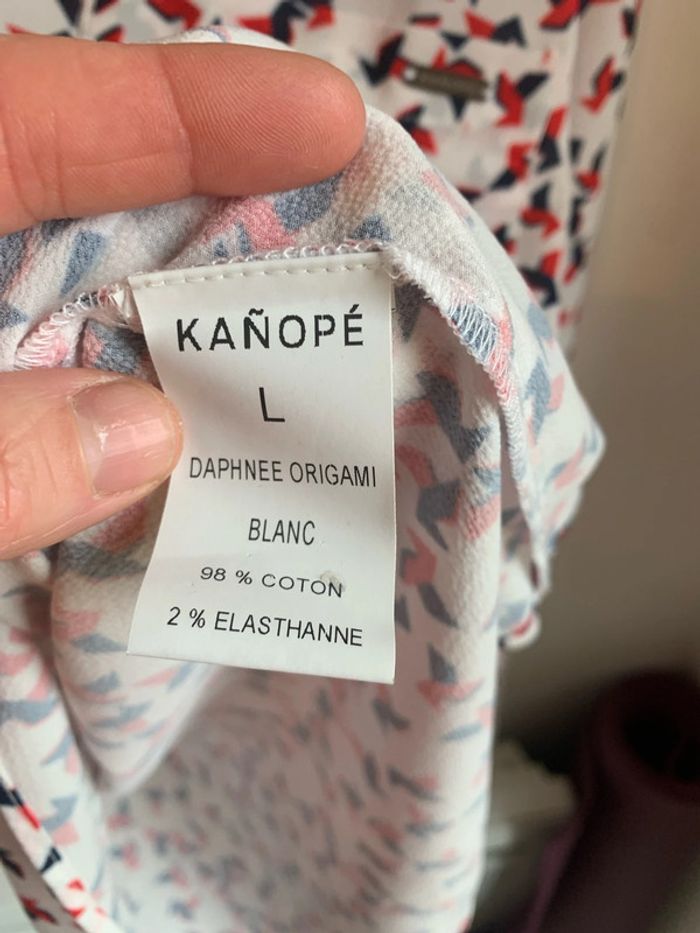 KAÑOPÉ
L
DAPHNEE ORIGAMI
BLANC
98 % COTON
2 % ELASTHANNE